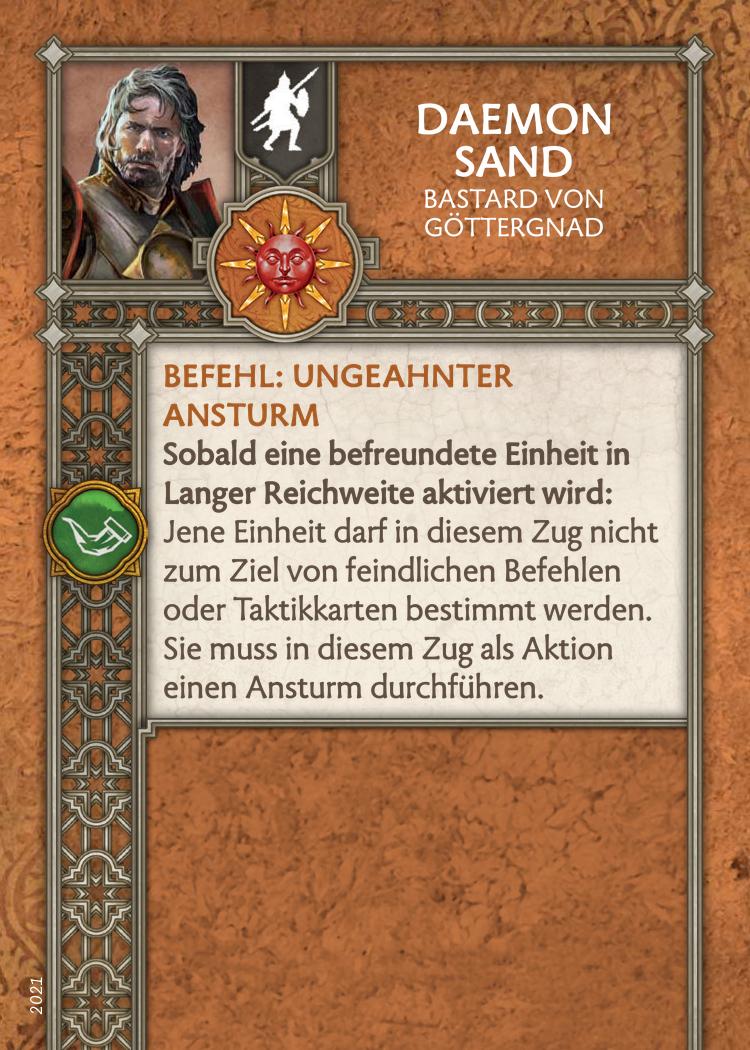 DAEMON
SAND
BASTARD VON
GÖTTERGNAD
BEFEHL: UNGEAHNTER
ANSTURM
Sobald eine befreundete Einheit in
Langer Reichweite aktiviert wird:
Jene Einheit darf in diesem Zug nicht
zum Ziel von feindlichen Befehlen
oder Taktikkarten bestimmt werden.
Sie muss in diesem Zug als Aktion
einen Ansturm durchführen.
2021